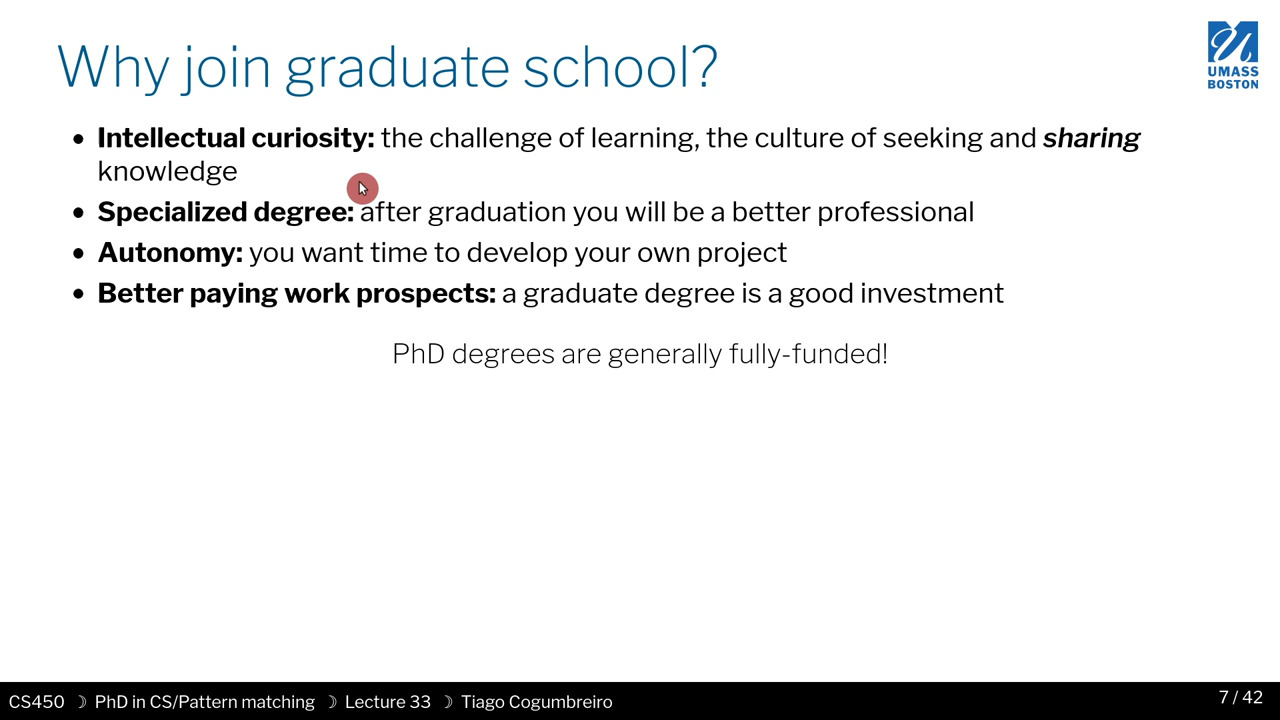 Why join graduate school?
UMASS
BOSTON
• Intellectual curiosity: the challenge of learning, the culture of seeking and sharing
knowledge
• Specialized degree: after graduation you will be a better professional
• Autonomy: you want time to develop your own project
• Better paying work prospects: a graduate degree is a good investment
PhD degrees are generally fully-funded!
CS450 ☽ PhD in CS/Pattern matching ☽ Lecture 33 ☽ Tiago Cogumbreiro
7 / 42